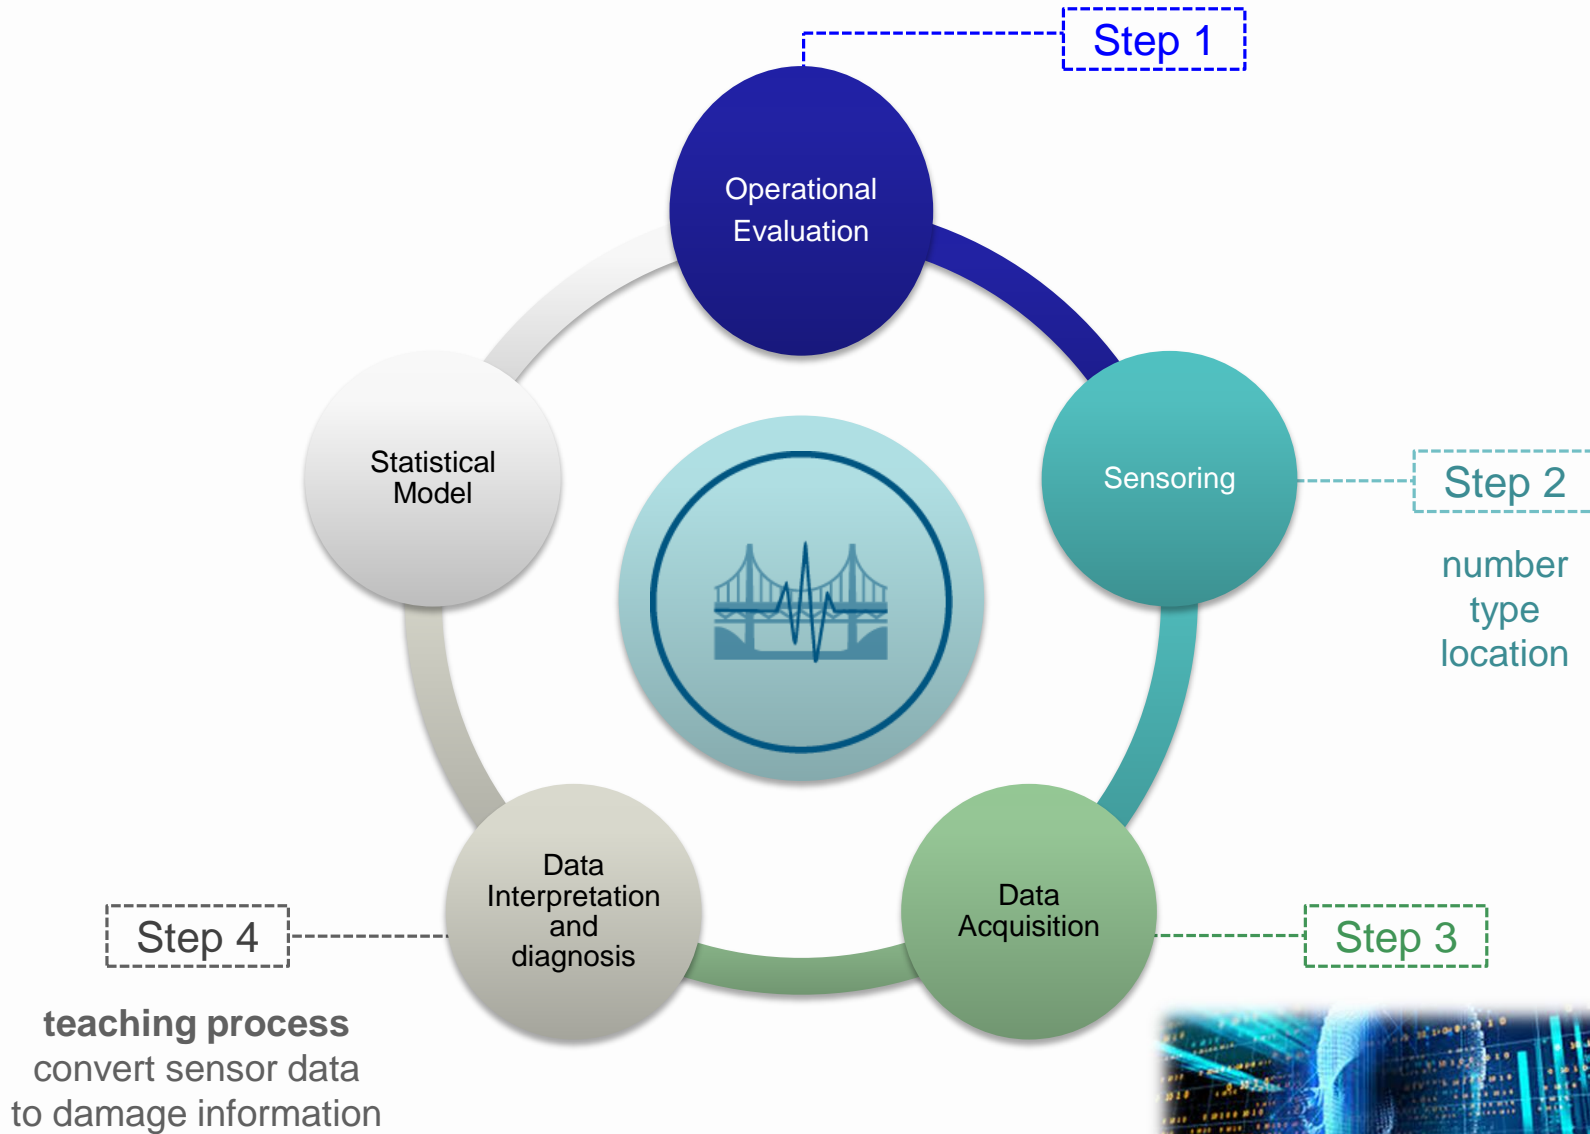 Step 1
Operational
Evaluation
Statistical
Model
Sensoring
Step 2
number
type
location
Data
Interpretation
and
diagnosis
Data
Acquisition
Step 4
Step 3
teaching process
convert sensor data
to damage information